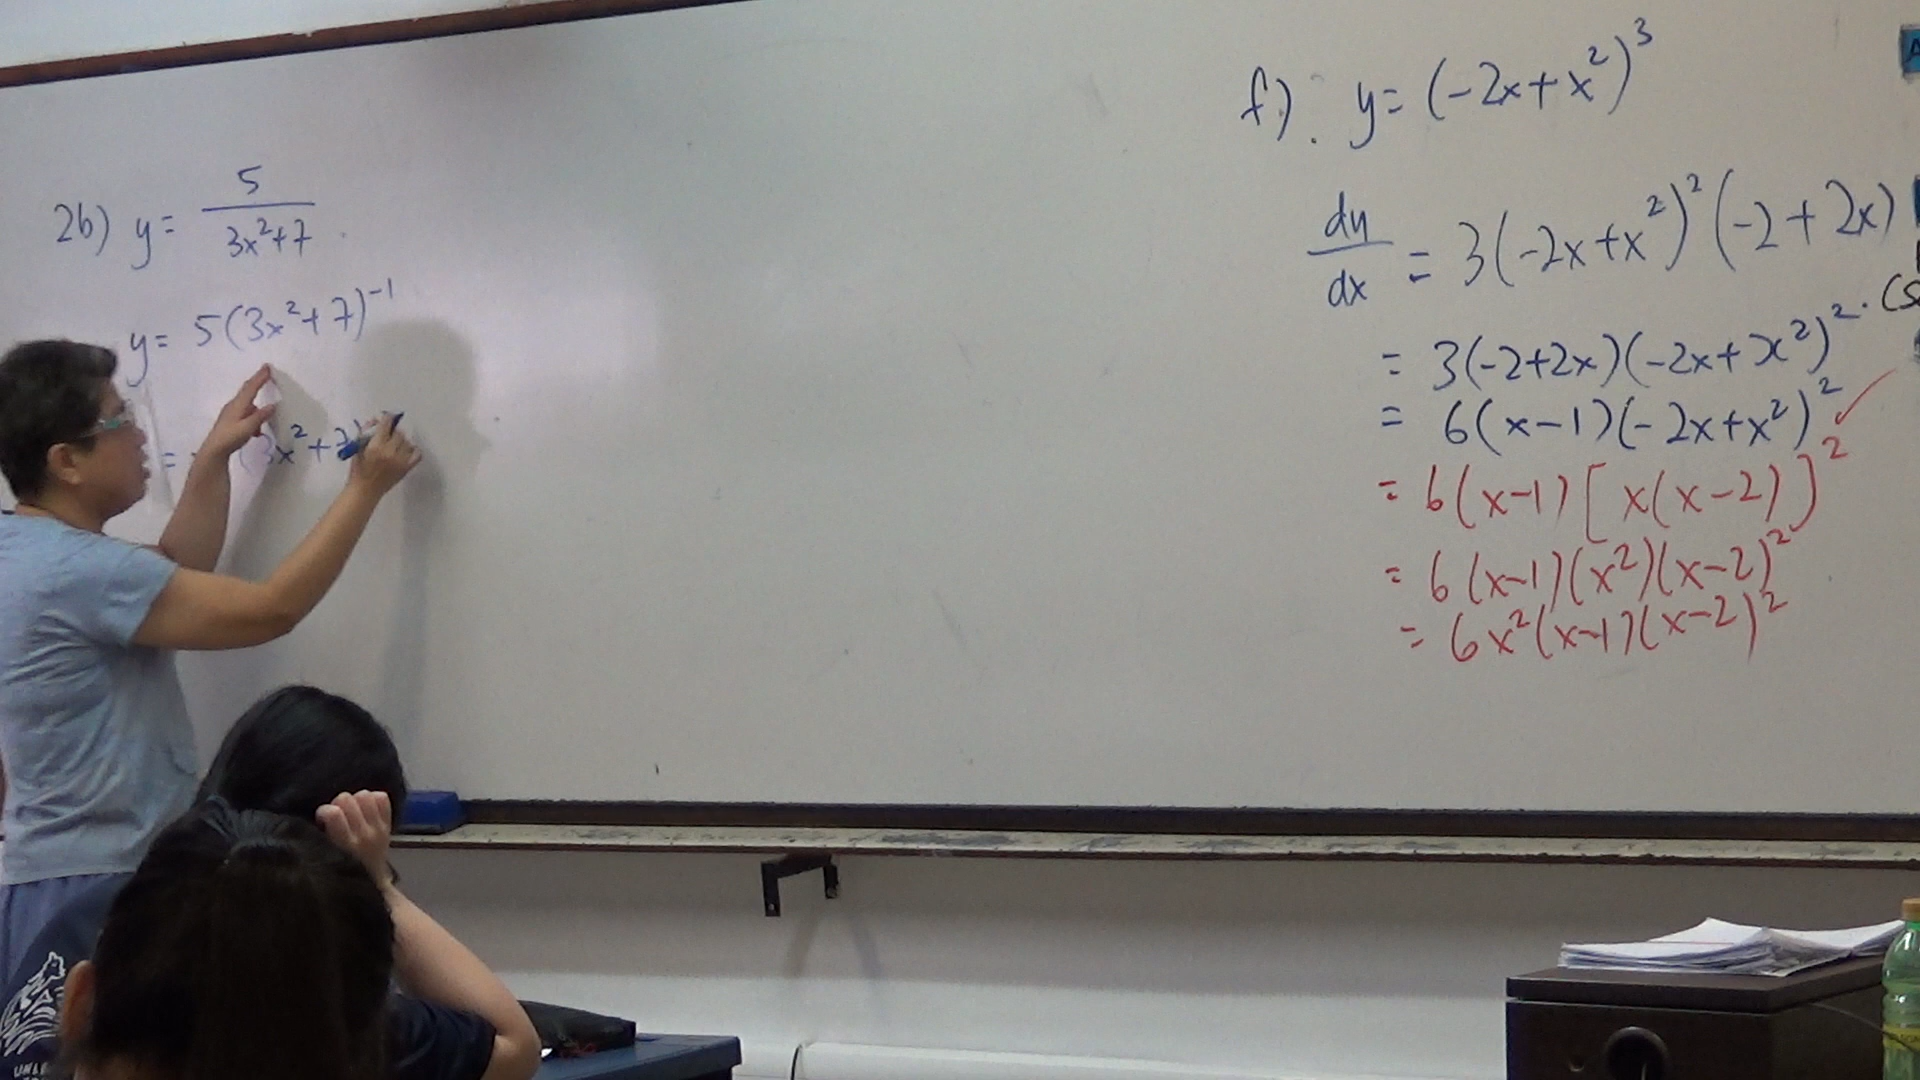 2b) y = 5/(3x²+7)
y = 5(3x²+7)⁻¹
= (3x²+7)
f) y = (-2x+x²)³
dy/dx = 3(-2x+x²)²(-2+2x)
= 3(-2+2x)(-2x+x²)².
= 6(x-1)(-2x+x²)²
= 6(x-1)[x(x-2)]²
= 6(x-1)(x²)(x-2)²
= 6x²(x-1)(x-2)²